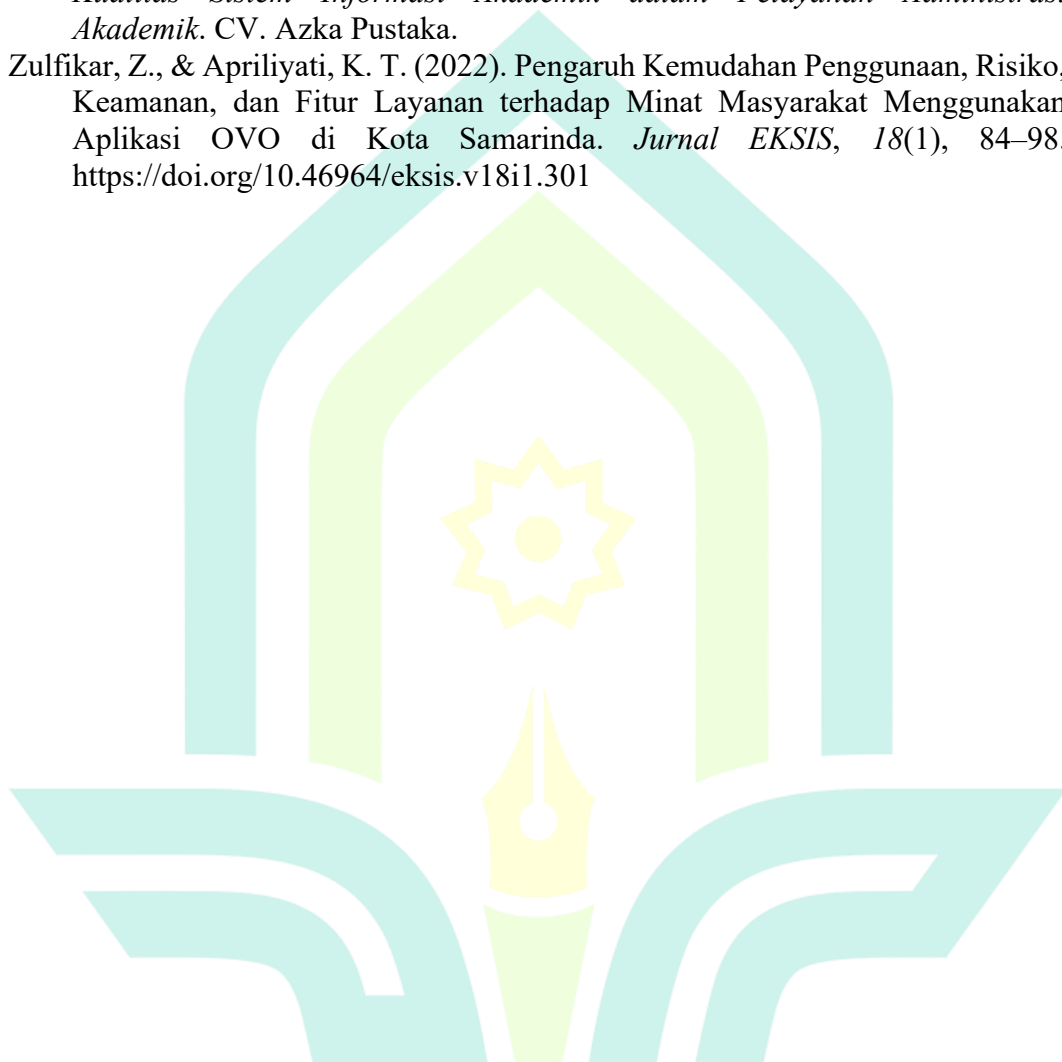 Kualitas Sistem Informasi Akademik dalam Pelayanan Administrasi
Akademik. CV. Azka Pustaka.
Zulfikar, Z., & Apriliyati, K. T. (2022). Pengaruh Kemudahan Penggunaan, Risiko,
Keamanan, dan Fitur Layanan terhadap Minat Masyarakat Menggunakan
Aplikasi OVO di Kota Samarinda. Jurnal EKSIS, 18(1), 84–98.
https://doi.org/10.46964/eksis.v18i1.301